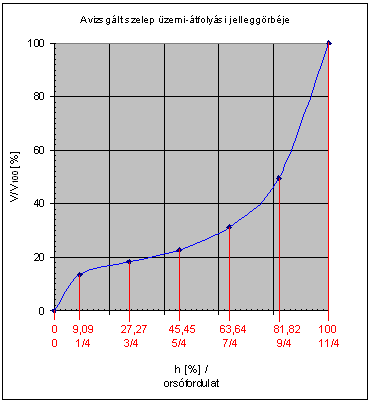 A vizsgált szelep üzemi-átfolyási jelleggörbéje
V/V100 [%]
100
80
60
40
20
0
0 9,09 27,27 45,45 63,64 81,82 100
0 1/4 3/4 5/4 7/4 9/4 11/4
h [%] /
orsófordulat